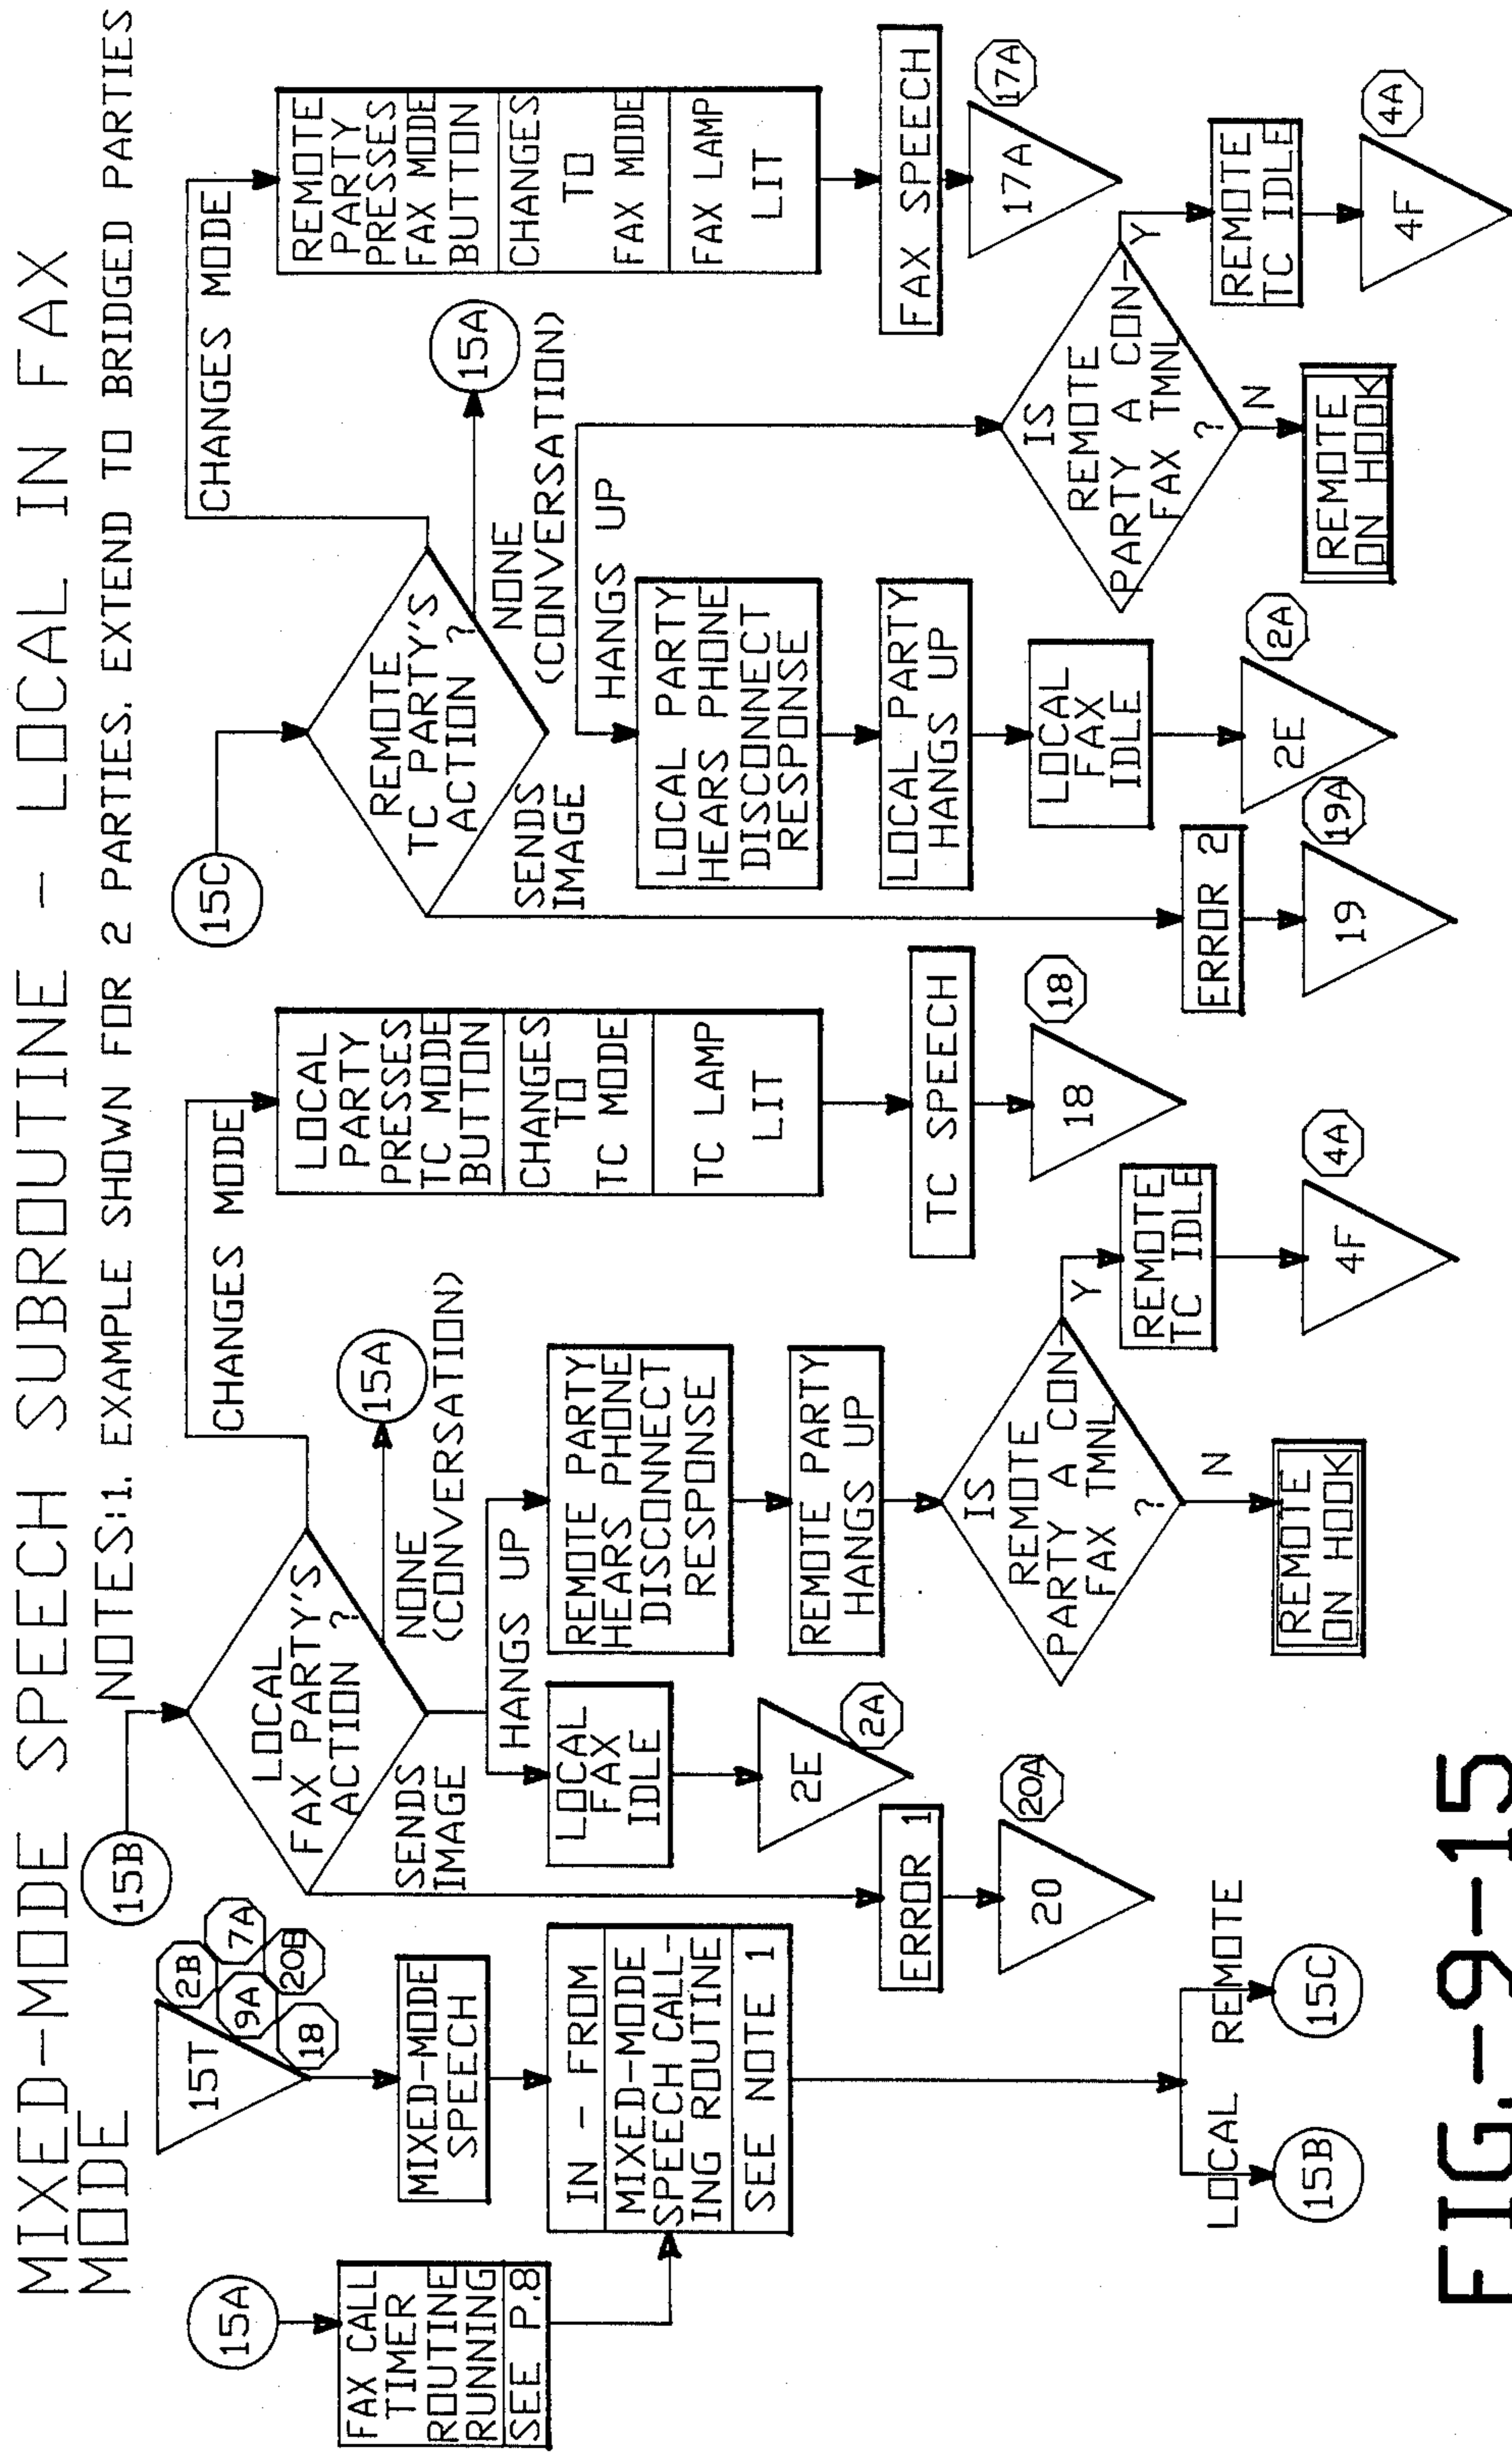 MIXED-MODE SPEECH SUBROUTINE - LOCAL IN FAX
MODE
NOTES:1. EXAMPLE SHOWN FOR 2 PARTIES. EXTEND TO BRIDGED PARTIES
15A
FAX CALL
TIMER
ROUTINE
RUNNING
SEE P.8
15T
2B
7A
9A
20B
18
MIXED-MODE
SPEECH
IN - FROM
MIXED-MODE
SPEECH CALL-
ING ROUTINE
SEE NOTE 1
LOCAL
REMOTE
15B
15C
15B
LOCAL
FAX PARTY'S
ACTION ?
CHANGES MODE
15A
NONE
(CONVERSATION)
SENDS
IMAGE
HANGS UP
LOCAL
FAX
IDLE
2E
2A
ERROR 1
20
20A
REMOTE PARTY
HEARS PHONE
DISCONNECT
RESPONSE
REMOTE PARTY
HANGS UP
IS
REMOTE
PARTY A CON-
FAX TMNL
?
Y
N
REMOTE
TC IDLE
4F
4A
REMOTE
ON HOOK
LOCAL
PARTY
PRESSES
TC MODE
BUTTON
CHANGES
TO
TC MODE
TC LAMP
LIT
TC SPEECH
18
18
15C
REMOTE
TC PARTY'S
ACTION ?
CHANGES MODE
15A
NONE
(CONVERSATION)
SENDS
IMAGE
HANGS UP
LOCAL PARTY
HEARS PHONE
DISCONNECT
RESPONSE
LOCAL PARTY
HANGS UP
LOCAL
FAX
IDLE
2E
2A
ERROR 2
19
19A
REMOTE
PARTY
PRESSES
FAX MODE
BUTTON
CHANGES
TO
FAX MODE
FAX LAMP
LIT
FAX SPEECH
17A
17A
IS
REMOTE
PARTY A CON-
FAX TMNL
?
Y
N
REMOTE
TC IDLE
4F
4A
REMOTE
ON HOOK
FIG.-9-15